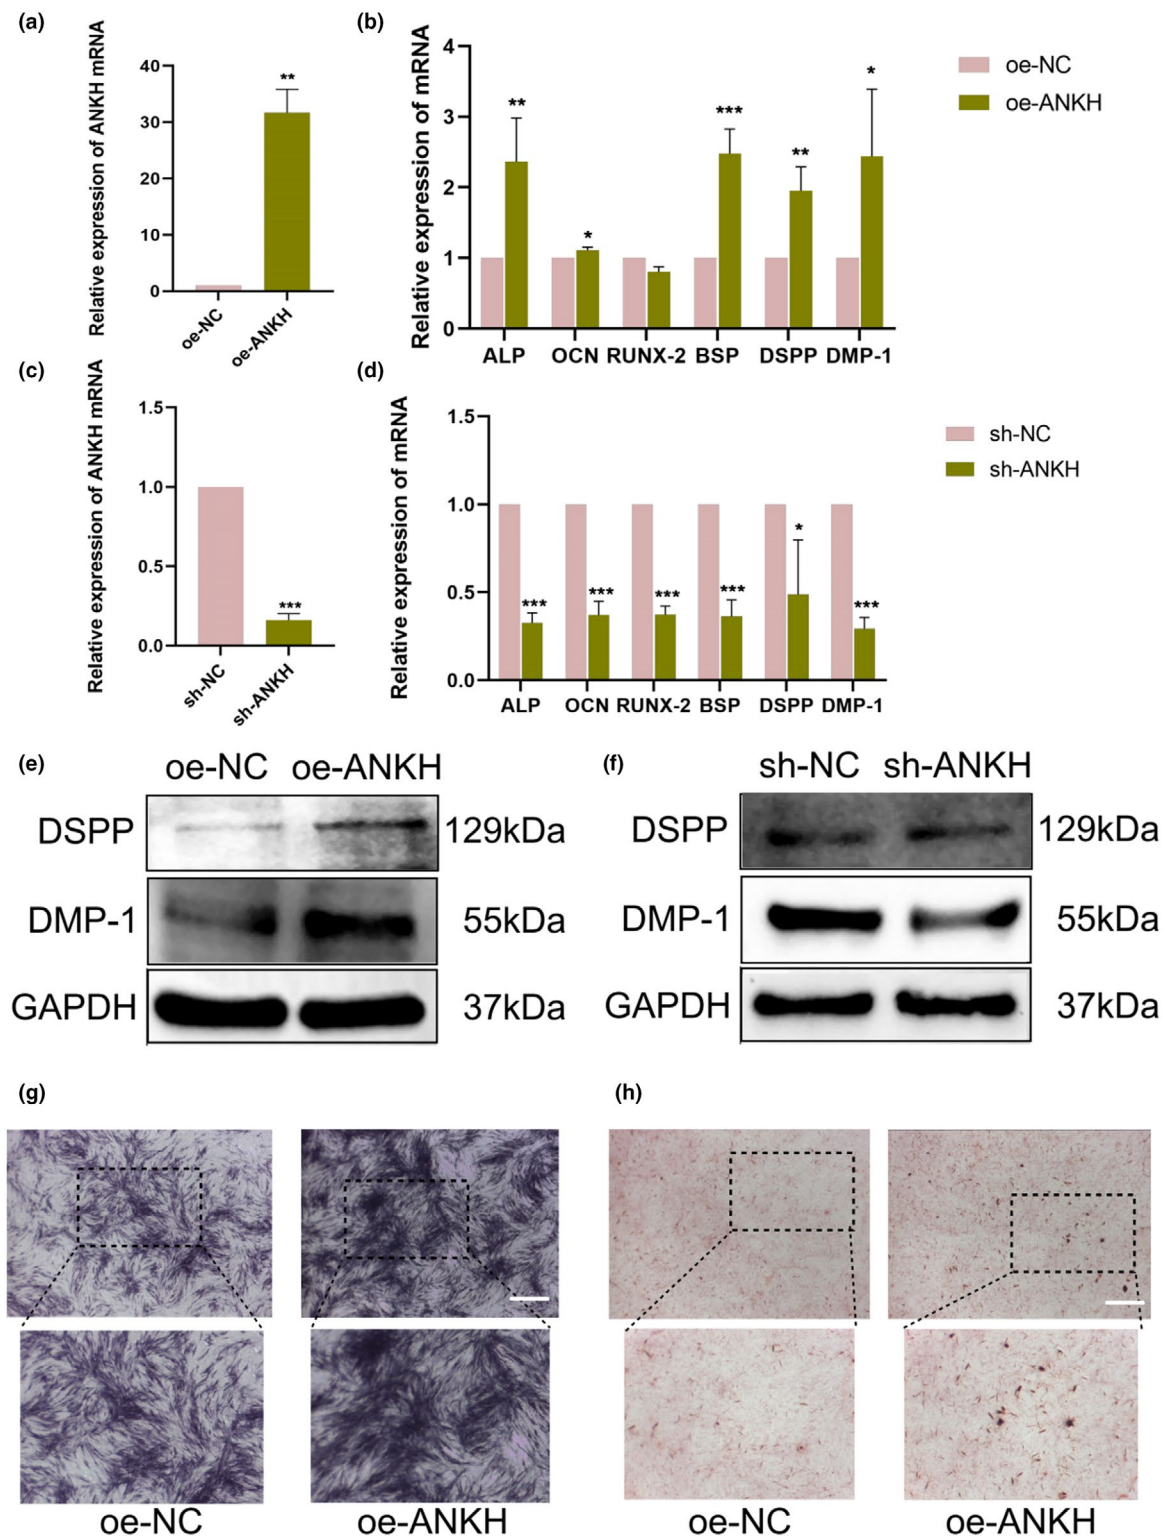 (a)
Relative expression of ANKH mRNA
40
30
20
10
0
**
oe-NC
oe-ANKH
(b)
Relative expression of mRNA
4
3
2
1
0
**
*
***
**
*
ALP OCN RUNX-2 BSP DSPP DMP-1
oe-NC
oe-ANKH
(c)
Relative expression of ANKH mRNA
1.5
1.0
0.5
0.0
***
sh-NC
sh-ANKH
(d)
Relative expression of mRNA
1.5
1.0
0.5
0.0
***
***
***
***
*
***
ALP OCN RUNX-2 BSP DSPP DMP-1
sh-NC
sh-ANKH
(e)
oe-NC oe-ANKH
DSPP 129kDa
DMP-1 55kDa
GAPDH 37kDa
(f)
sh-NC sh-ANKH
DSPP 129kDa
DMP-1 55kDa
GAPDH 37kDa
(g)
oe-NC oe-ANKH
(h)
oe-NC oe-ANKH